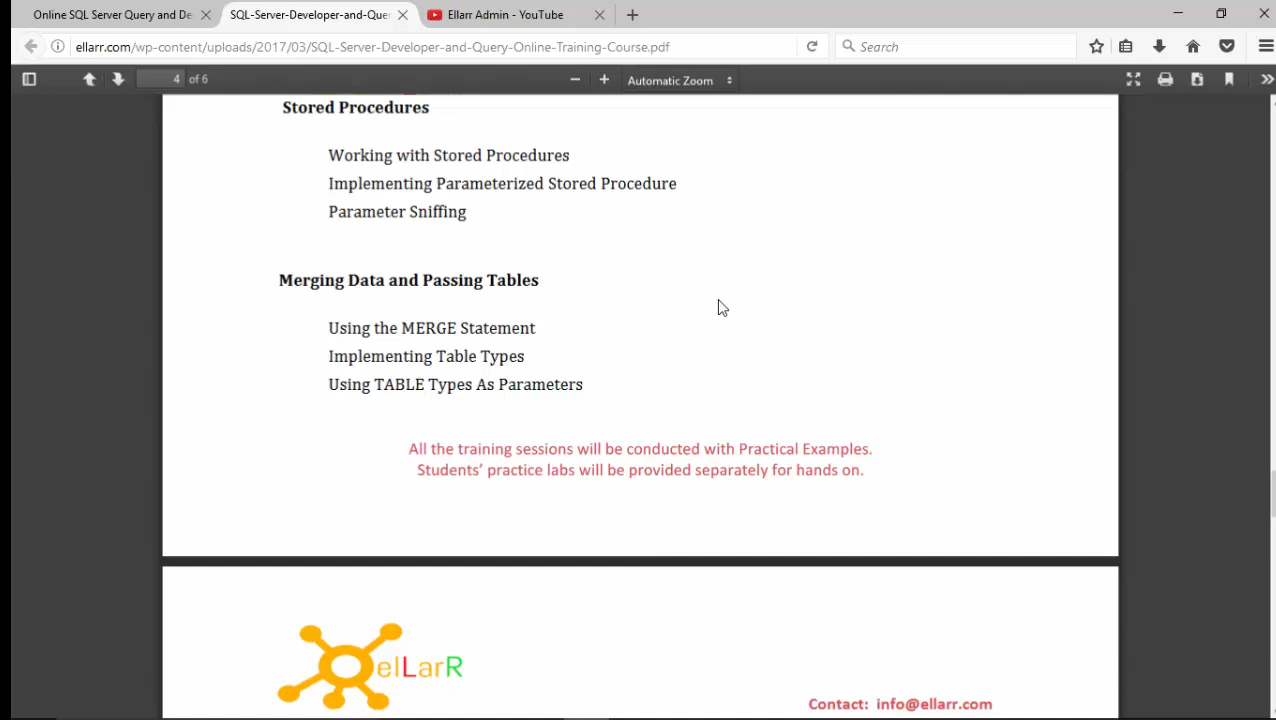 Online SQL Server Query and De
SQL-Server-Developer-and-Que
Ellarr Admin - YouTube
ellarr.com/wp-content/uploads/2017/03/SQL-Server-Developer-and-Query-Online-Training-Course.pdf
Search
4 of 6
Automatic Zoom
Stored Procedures
Working with Stored Procedures
Implementing Parameterized Stored Procedure
Parameter Sniffing
Merging Data and Passing Tables
Using the MERGE Statement
Implementing Table Types
Using TABLE Types As Parameters
All the training sessions will be conducted with Practical Examples.
Students’ practice labs will be provided separately for hands on.
elLarR
Contact: info@ellarr.com